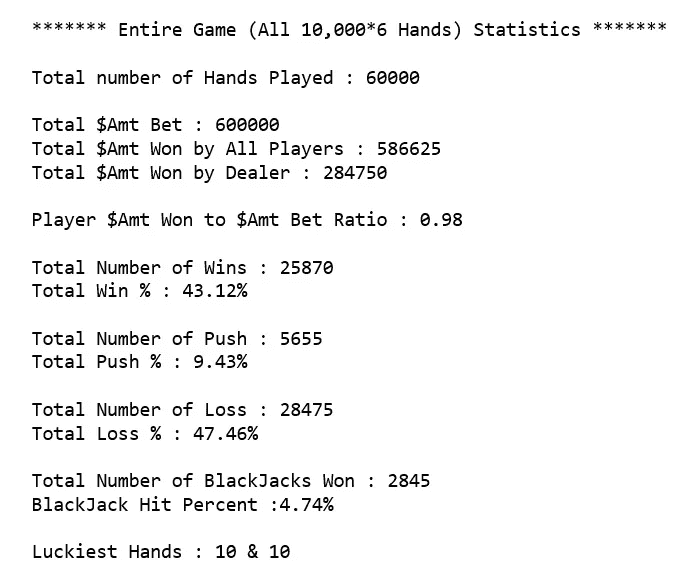 ******* Entire Game (All 10,000*6 Hands) Statistics *******
Total number of Hands Played : 60000
Total $Amt Bet : 600000
Total $Amt Won by All Players : 586625
Total $Amt Won by Dealer : 284750
Player $Amt Won to $Amt Bet Ratio : 0.98
Total Number of Wins : 25870
Total Win % : 43.12%
Total Number of Push : 5655
Total Push % : 9.43%
Total Number of Loss : 28475
Total Loss % : 47.46%
Total Number of BlackJacks Won : 2845
BlackJack Hit Percent :4.74%
Luckiest Hands : 10 & 10